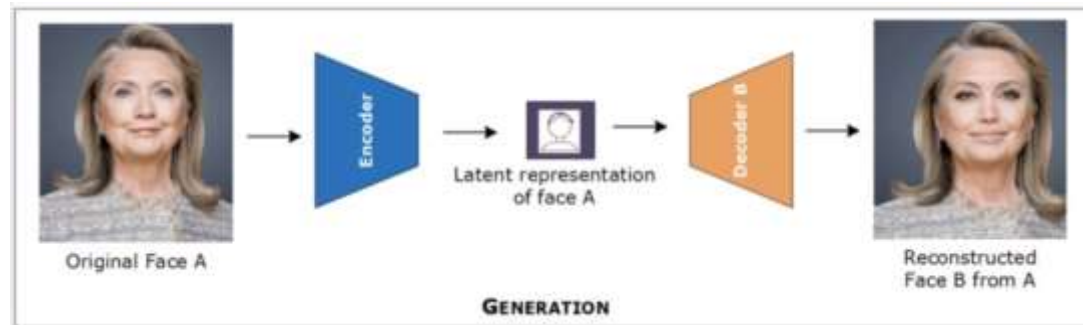 Original Face A
Encoder
Latent representation
of face A
Decoder B
Reconstructed
Face B from A
GENERATION